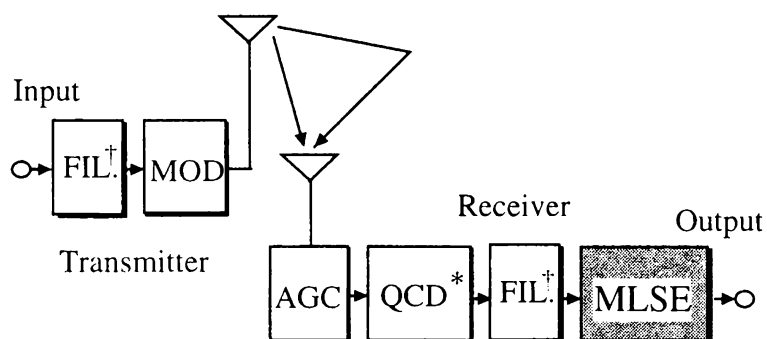 Input
FIL.†
MOD
Transmitter
Receiver
Output
AGC
QCD*
FIL.†
MLSE